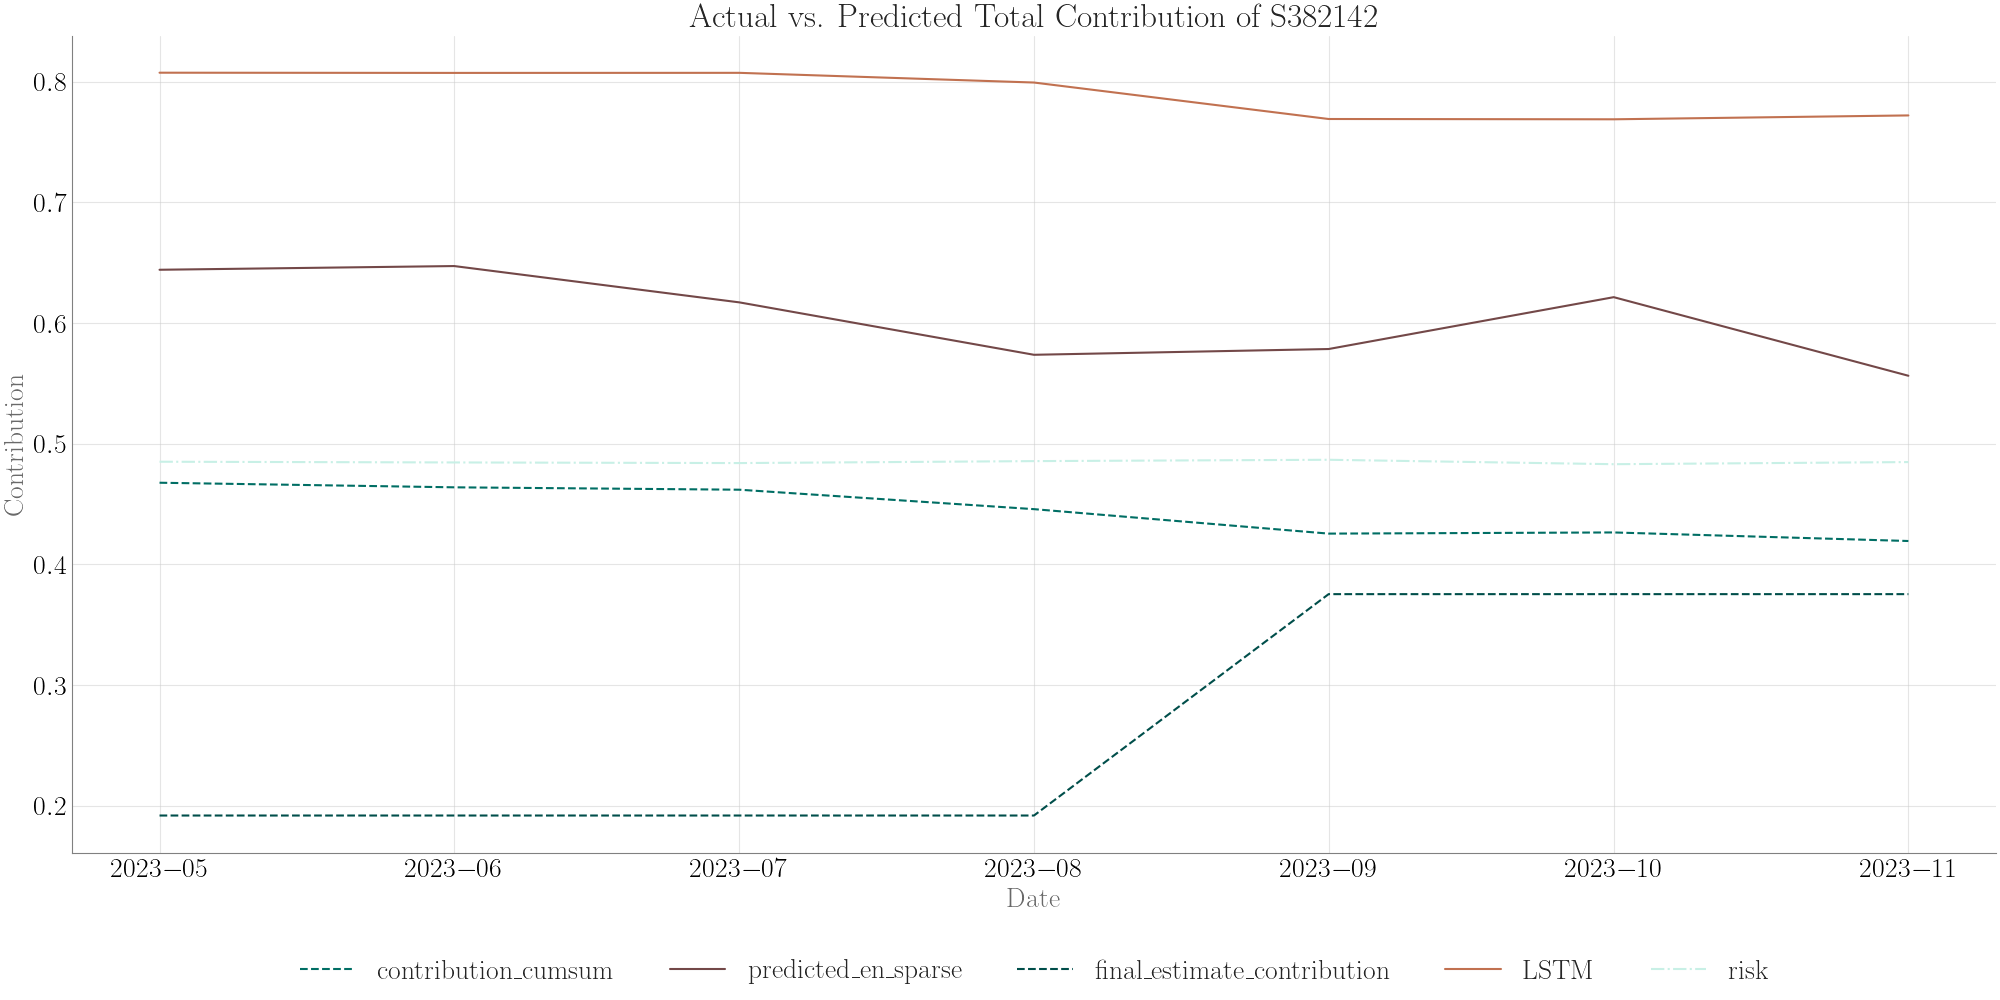 Actual vs. Predicted Total Contribution of S382142
Contribution
0.8
0.7
0.6
0.5
0.4
0.3
0.2
2023−05 2023−06 2023−07 2023−08 2023−09 2023−10 2023−11
Date
contribution_cumsum predicted_en_sparse final_estimate_contribution LSTM risk